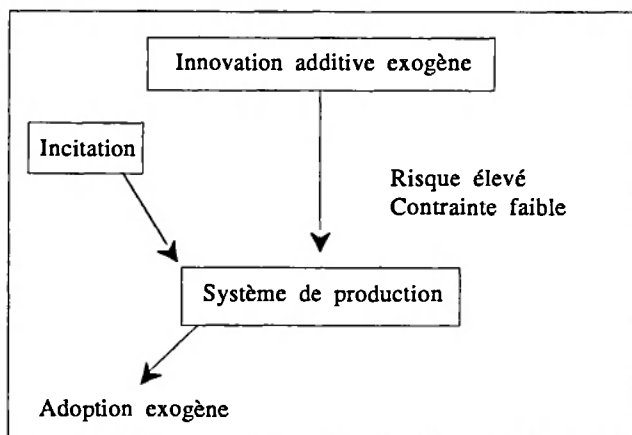 Innovation additive exogène
Incitation
Risque élevé
Contrainte faible
Système de production
Adoption exogène